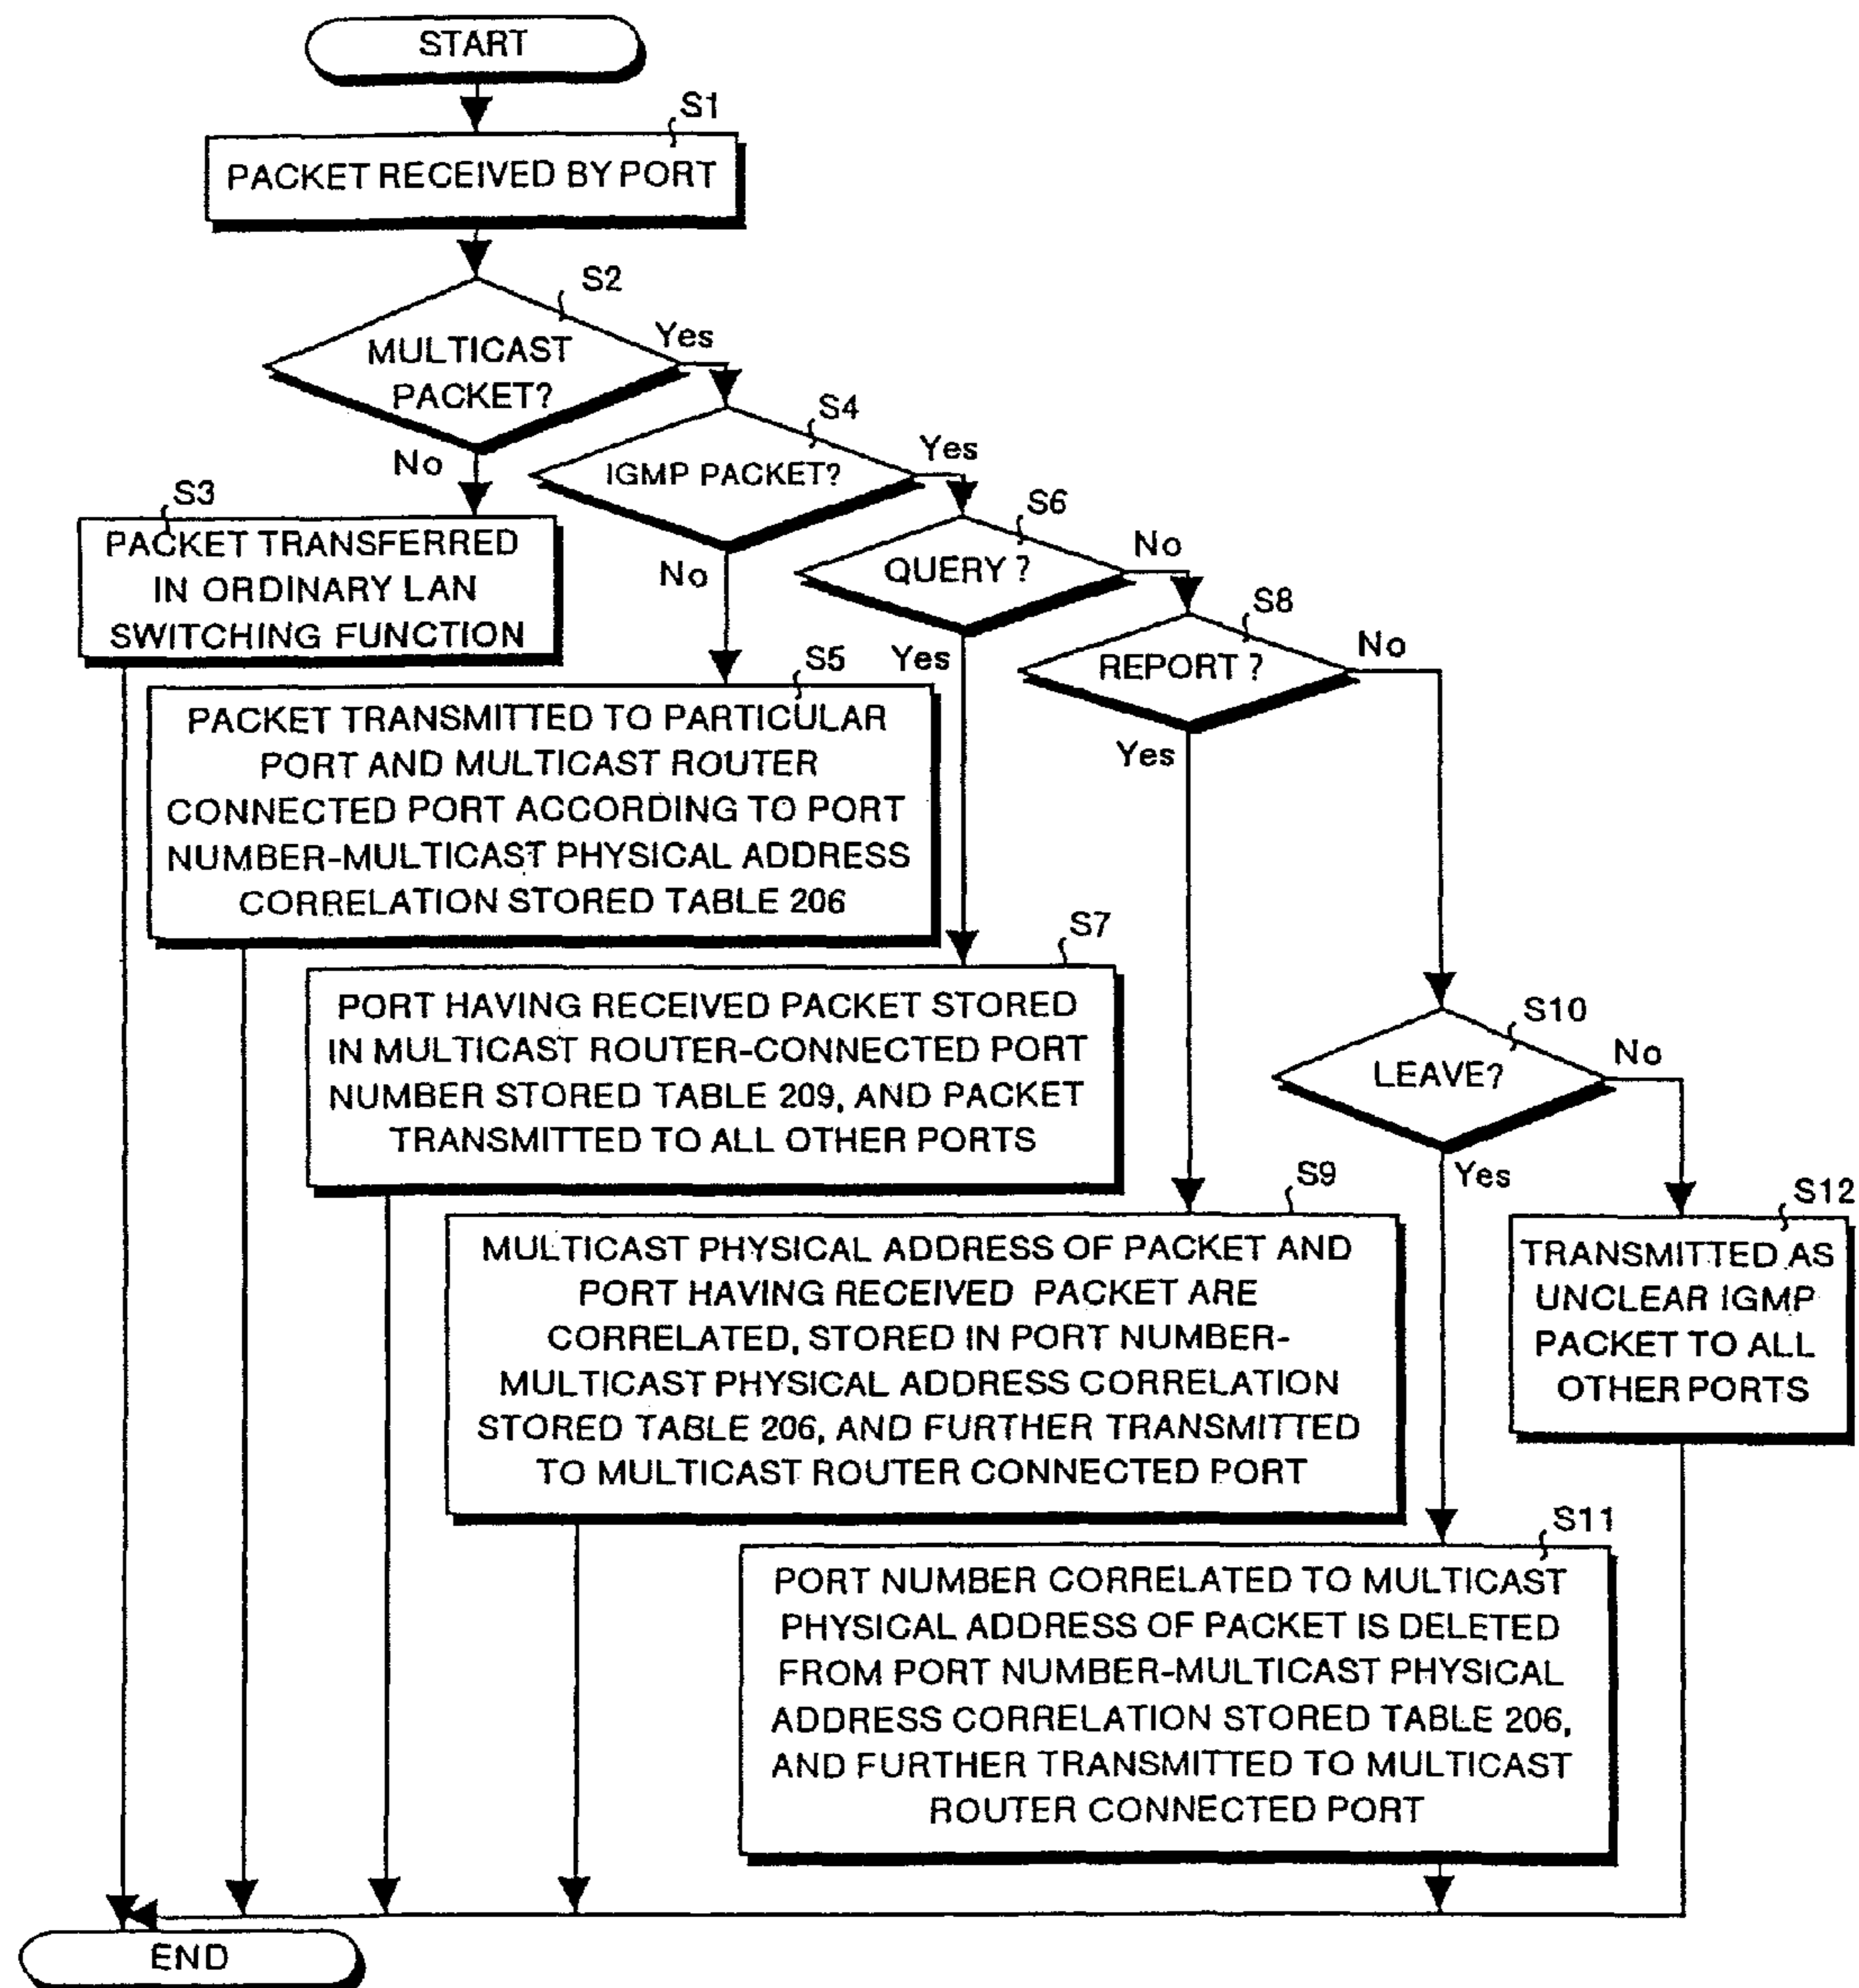 START
S1
PACKET RECEIVED BY PORT
S2
MULTICAST
PACKET?
Yes
No
S4
IGMP PACKET?
Yes
No
S3
PACKET TRANSFERRED
IN ORDINARY LAN
SWITCHING FUNCTION
S6
QUERY ?
No
Yes
S8
REPORT ?
No
Yes
S5
PACKET TRANSMITTED TO PARTICULAR
PORT AND MULTICAST ROUTER
CONNECTED PORT ACCORDING TO PORT
NUMBER-MULTICAST PHYSICAL ADDRESS
CORRELATION STORED TABLE 206
S7
PORT HAVING RECEIVED PACKET STORED
IN MULTICAST ROUTER-CONNECTED PORT
NUMBER STORED TABLE 209, AND PACKET
TRANSMITTED TO ALL OTHER PORTS
S10
LEAVE?
No
Yes
S9
MULTICAST PHYSICAL ADDRESS OF PACKET AND
PORT HAVING RECEIVED PACKET ARE
CORRELATED, STORED IN PORT NUMBER-
MULTICAST PHYSICAL ADDRESS CORRELATION
STORED TABLE 206, AND FURTHER TRANSMITTED
TO MULTICAST ROUTER CONNECTED PORT
S12
TRANSMITTED AS
UNCLEAR IGMP
PACKET TO ALL
OTHER PORTS
S11
PORT NUMBER CORRELATED TO MULTICAST
PHYSICAL ADDRESS OF PACKET IS DELETED
FROM PORT NUMBER-MULTICAST PHYSICAL
ADDRESS CORRELATION STORED TABLE 206,
AND FURTHER TRANSMITTED TO MULTICAST
ROUTER CONNECTED PORT
END